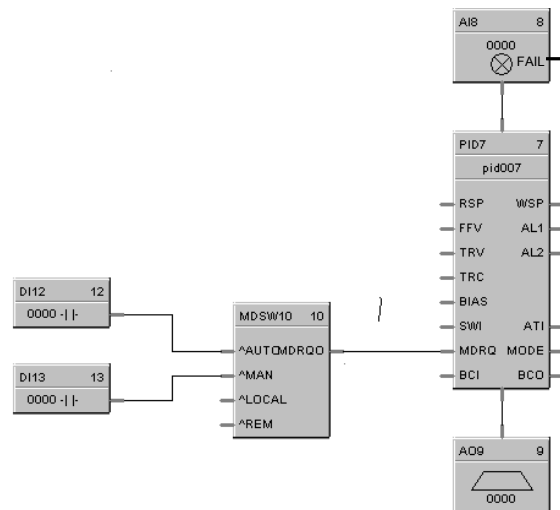 AI8 8
0000
FAIL
PID7 7
pid007
RSP WSP
FFV AL1
TRV AL2
TRC
BIAS
SWI ATI
MDRQ MODE
BCI BCO
DI12 12
0000 -| |-
DI13 13
0000 -| |-
MDSW10 10
^AUTO MDRQO
^MAN
^LOCAL
^REM
AO9 9
0000